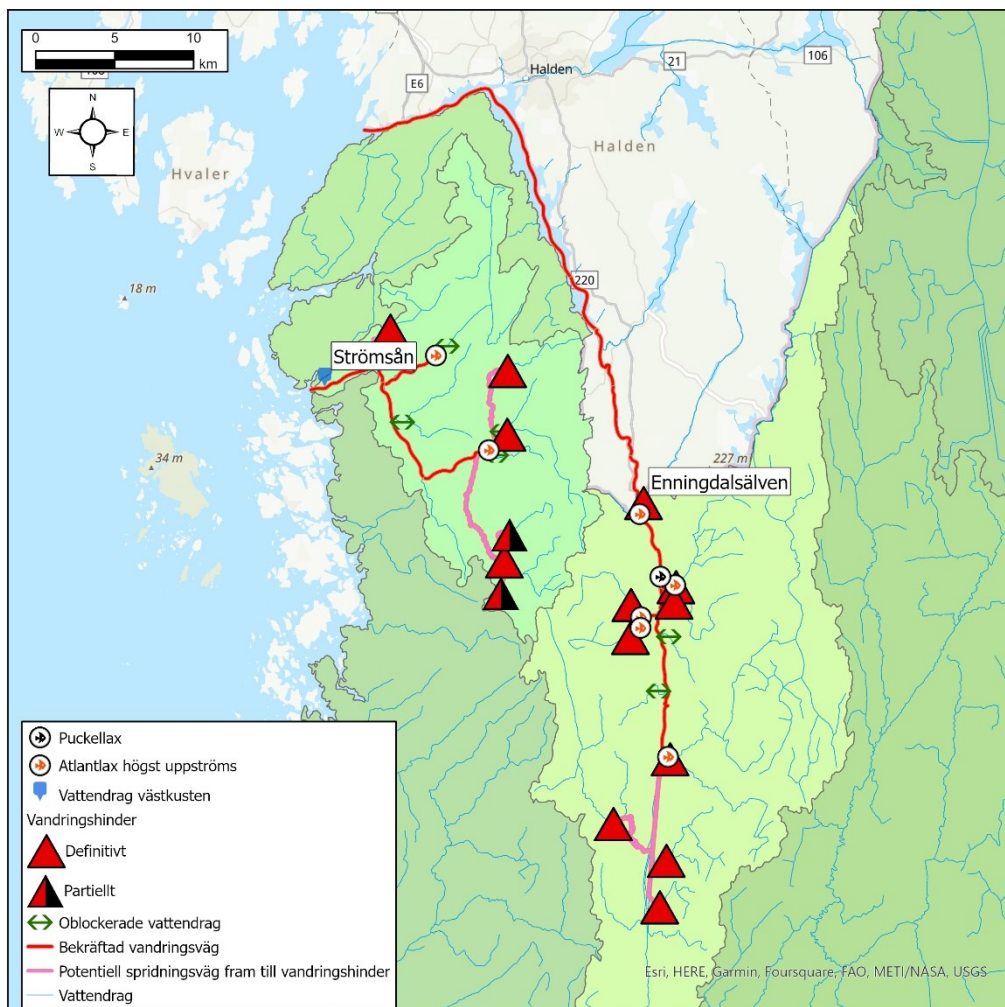 0 5 10
km
Halden
21
106
E6
N
W E
S
Halden
Hvaler
220
18 m
Strömsån
34 m
227 m
Enningdalsälven
Puckellax
Atlantlax högst uppströms
Vattendrag västkusten
Vandringshinder
Definitivt
Partiellt
Oblockerade vattendrag
Bekräftad vandringsväg
Potentiell spridningsväg fram till vandringshinder
Vattendrag
Esri, HERE, Garmin, Foursquare, FAO, METI/NASA, USGS